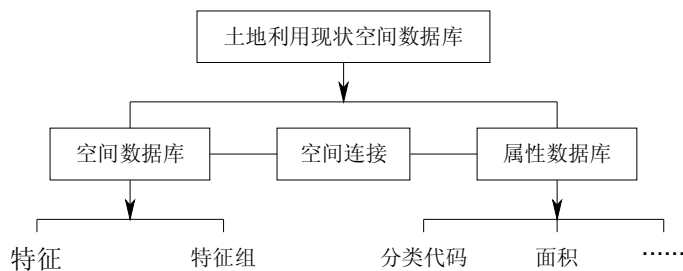 土地利用现状空间数据库
空间数据库 空间连接 属性数据库
特征 特征组 分类代码 面积 ……